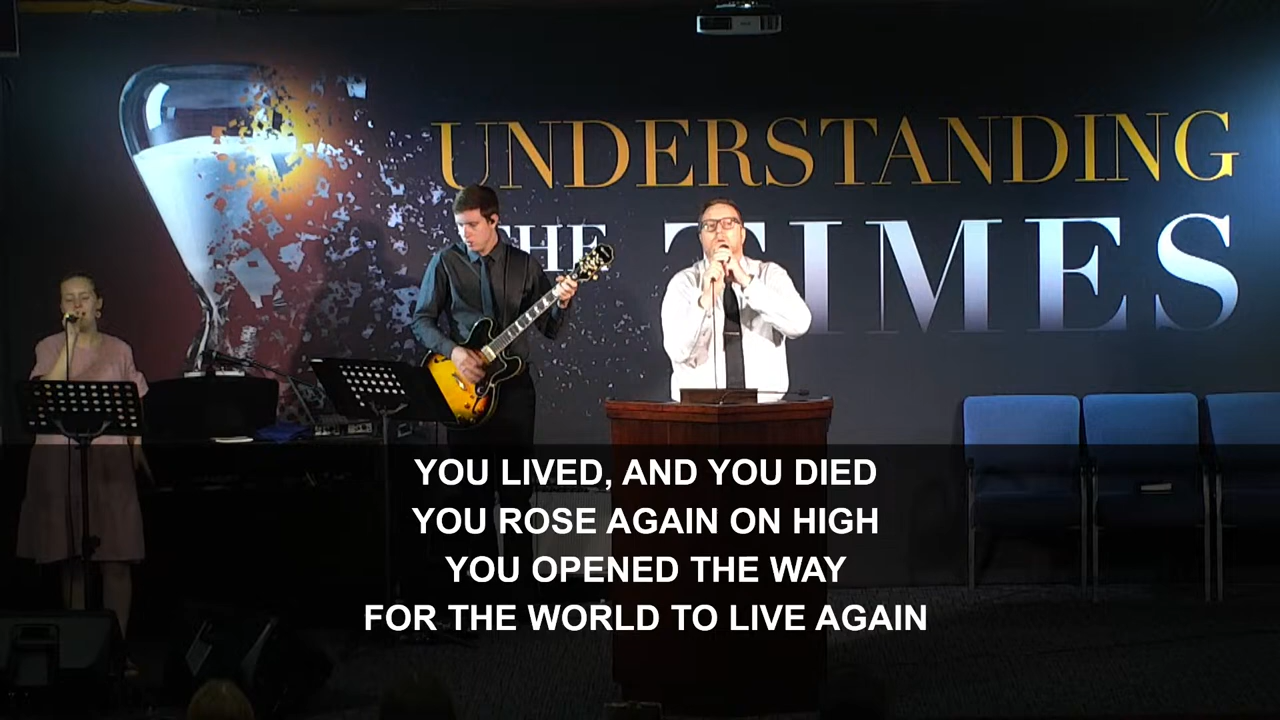 UNDERSTANDING
THE TIMES
YOU LIVED, AND YOU DIED
YOU ROSE AGAIN ON HIGH
YOU OPENED THE WAY
FOR THE WORLD TO LIVE AGAIN